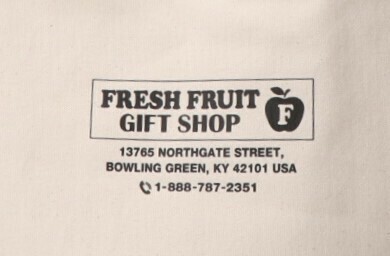 FRESH FRUIT
GIFT SHOP
F
13765 NORTHGATE STREET,
BOWLING GREEN, KY 42101 USA
1-888-787-2351